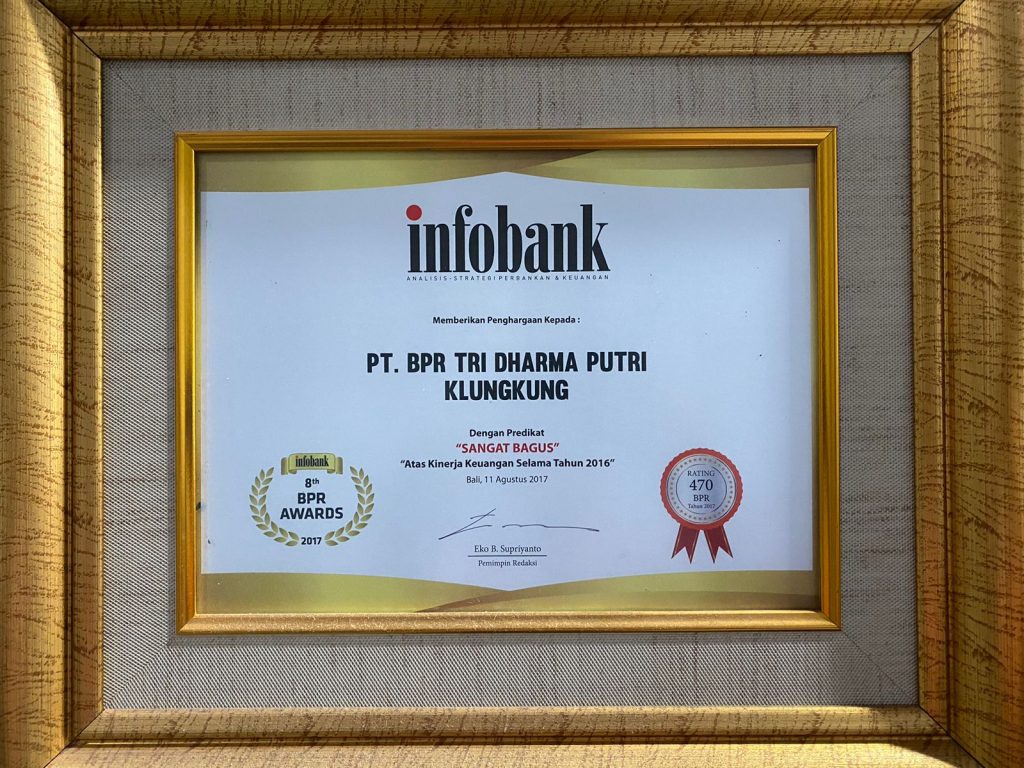 infobank
ANALISIS - STRATEGI PERBANKAN & KEUANGAN
Memberikan Penghargaan Kepada :
PT. BPR TRI DHARMA PUTRI
KLUNGKUNG
Dengan Predikat
"SANGAT BAGUS"
"Atas Kinerja Keuangan Selama Tahun 2016"
Bali, 11 Agustus 2017
Eko B. Supriyanto
Pemimpin Redaksi
infobank
8th
BPR
AWARDS
2017
RATING
470
BPR
Tahun 2017